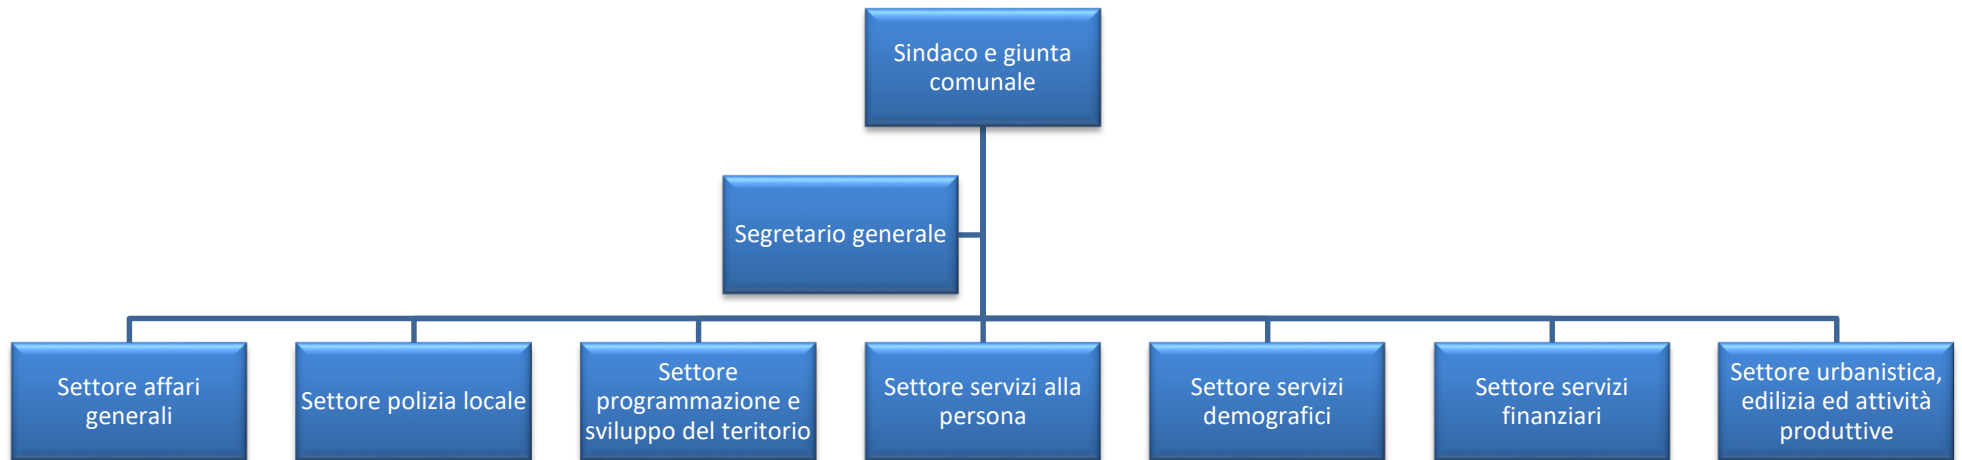 Sindaco e giunta
comunale
Segretario generale
Settore affari
generali
Settore polizia locale
Settore
programmazione e
sviluppo del teritorio
Settore servizi alla
persona
Settore servizi
demografici
Settore servizi
finanziari
Settore urbanistica,
edilizia ed attività
produttive